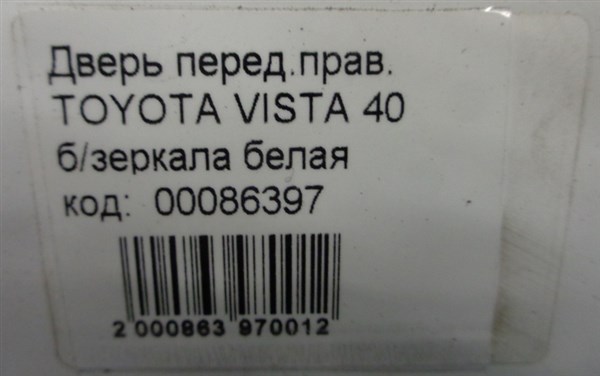 Дверь перед.прав.
TOYOTA VISTA 40
б/зеркала белая
код: 00086397
2 000863 970012